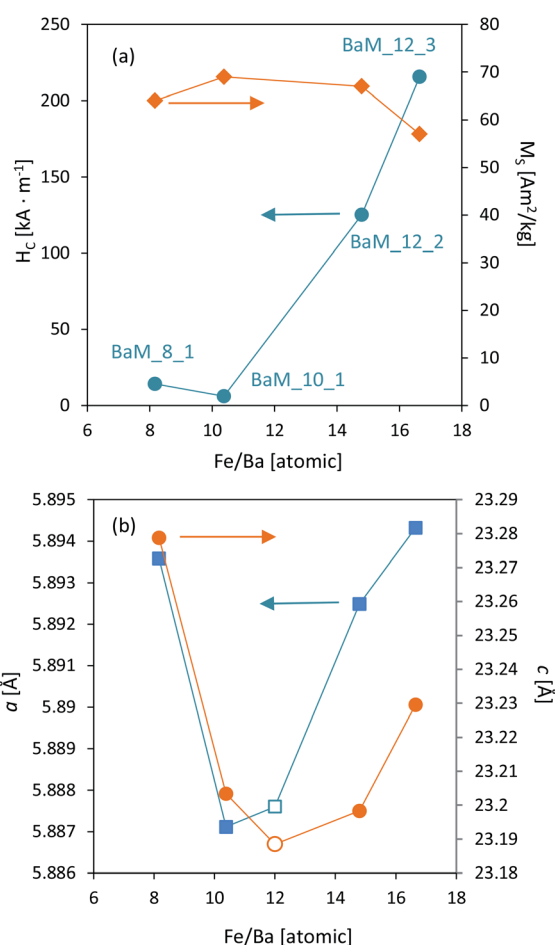 250
80
(a)
BaM_12_3
200
70
60
150
50
H_C [kA · m⁻¹]
M_S [Am²/kg]
40
100
BaM_12_2
30
50
20
BaM_8_1
BaM_10_1
10
0
0
6 8 10 12 14 16 18
Fe/Ba [atomic]
5.895
23.29
(b)
5.894
23.28
5.893
23.27
5.892
23.26
5.891
23.25
23.24
a [Å]
c [Å]
5.89
23.23
5.889
23.22
5.888
23.21
23.2
5.887
23.19
5.886
23.18
6 8 10 12 14 16 18
Fe/Ba [atomic]